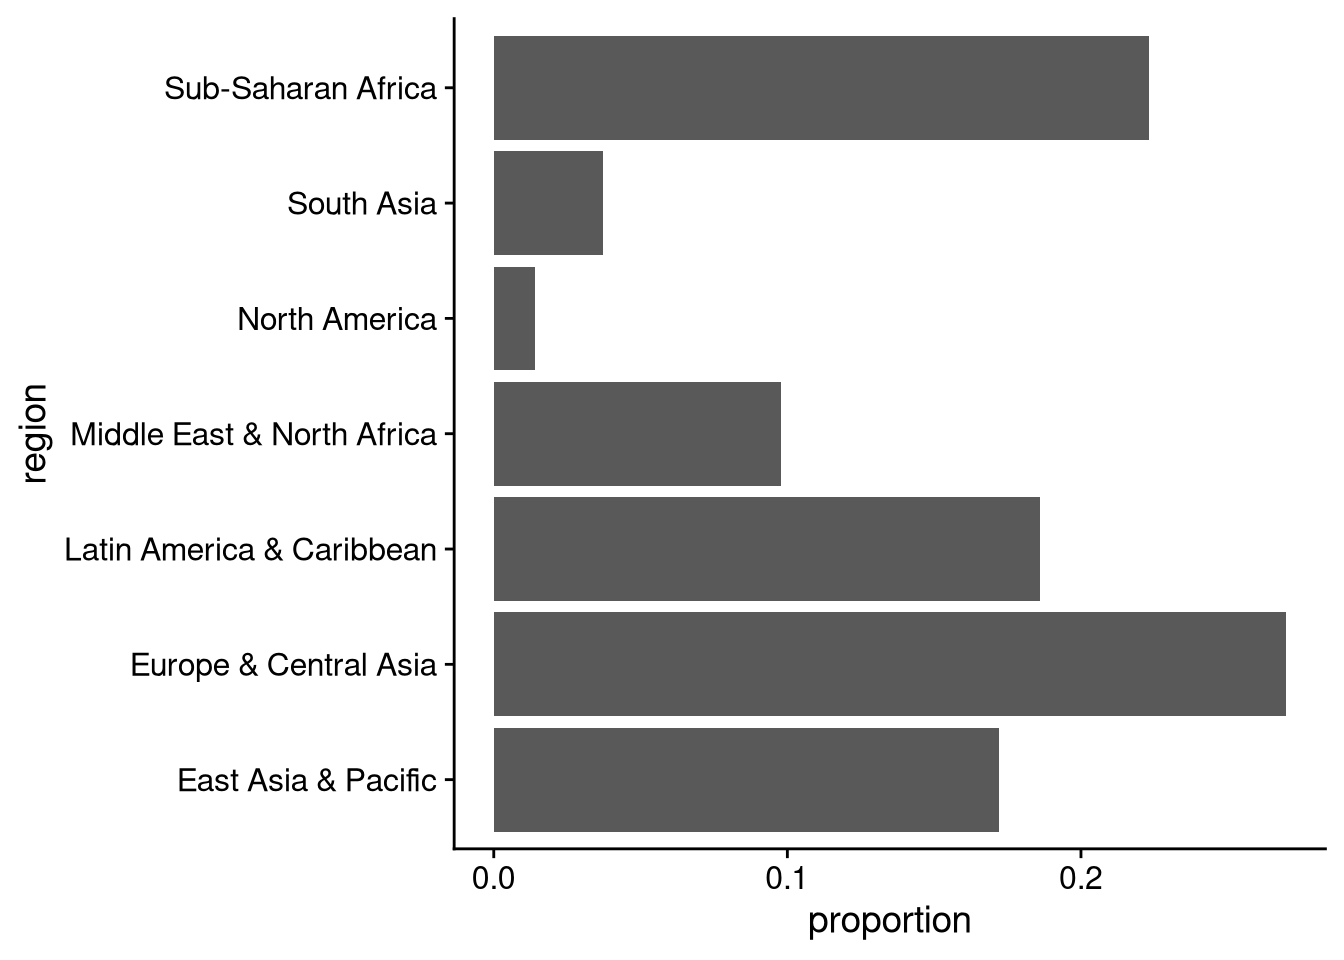 Sub-Saharan Africa
South Asia
North America
Middle East & North Africa
Latin America & Caribbean
Europe & Central Asia
East Asia & Pacific
region
0.0 0.1 0.2
proportion